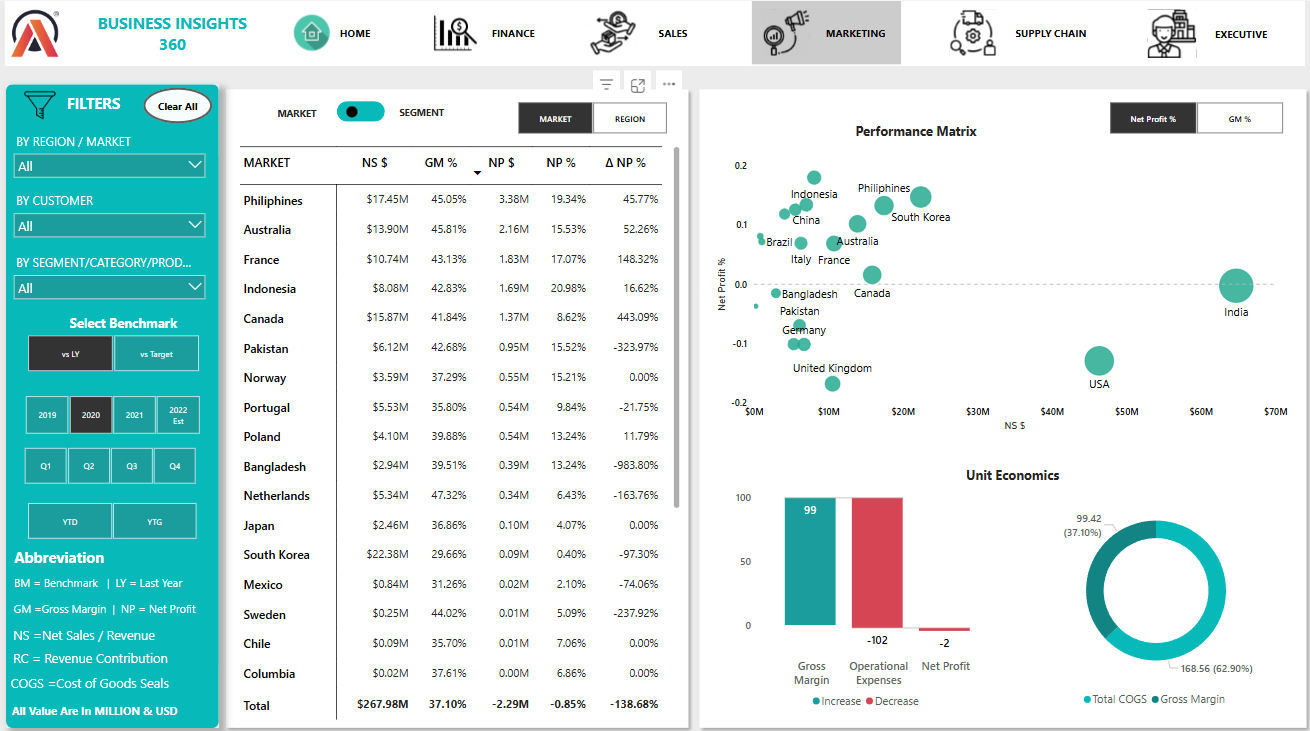 BUSINESS INSIGHTS
360
HOME
FINANCE
SALES
MARKETING
SUPPLY CHAIN
EXECUTIVE
FILTERS
Clear All
BY REGION / MARKET
All
BY CUSTOMER
All
BY SEGMENT/CATEGORY/PROD...
All
Select Benchmark
vs LY
vs Target
2019
2020
2021
2022
Est
Q1
Q2
Q3
Q4
YTD
YTG
Abbreviation
BM = Benchmark | LY = Last Year
GM =Gross Margin | NP = Net Profit
NS =Net Sales / Revenue
RC = Revenue Contribution
COGS =Cost of Goods Seals
All Value Are In MILLION & USD
MARKET
SEGMENT
MARKET
REGION
MARKET NS $ GM % NP $ NP % Δ NP %
Philiphines $17.45M 45.05% 3.38M 19.34% 45.77%
Australia $13.90M 45.81% 2.16M 15.53% 52.26%
France $10.74M 43.13% 1.83M 17.07% 148.32%
Indonesia $8.08M 42.83% 1.69M 20.98% 16.62%
Canada $15.87M 41.84% 1.37M 8.62% 443.09%
Pakistan $6.12M 42.68% 0.95M 15.52% -323.97%
Norway $3.59M 37.29% 0.55M 15.21% 0.00%
Portugal $5.53M 35.80% 0.54M 9.84% -21.75%
Poland $4.10M 39.88% 0.54M 13.24% 11.79%
Bangladesh $2.94M 39.51% 0.39M 13.24% -983.80%
Netherlands $5.34M 47.32% 0.34M 6.43% -163.76%
Japan $2.46M 36.86% 0.10M 4.07% 0.00%
South Korea $22.38M 29.66% 0.09M 0.40% -97.30%
Mexico $0.84M 31.26% 0.02M 2.10% -74.06%
Sweden $0.25M 44.02% 0.01M 5.09% -237.92%
Chile $0.09M 35.70% 0.01M 7.06% 0.00%
Columbia $0.02M 37.61% 0.00M 6.86% 0.00%
Total $267.98M 37.10% -2.29M -0.85% -138.68%
Performance Matrix
Net Profit %
GM %
Net Profit %
0.2
0.1
0.0
-0.1
-0.2
Indonesia
Philiphines
China
South Korea
Brazil
Australia
Italy
France
Canada
Bangladesh
Pakistan
Germany
United Kingdom
India
USA
$0M $10M $20M $30M $40M $50M $60M $70M
NS $
Unit Economics
100
50
0
99
-102
-2
Gross
Margin
Operational
Expenses
Net Profit
Increase
Decrease
99.42
(37.10%)
168.56 (62.90%)
Total COGS
Gross Margin